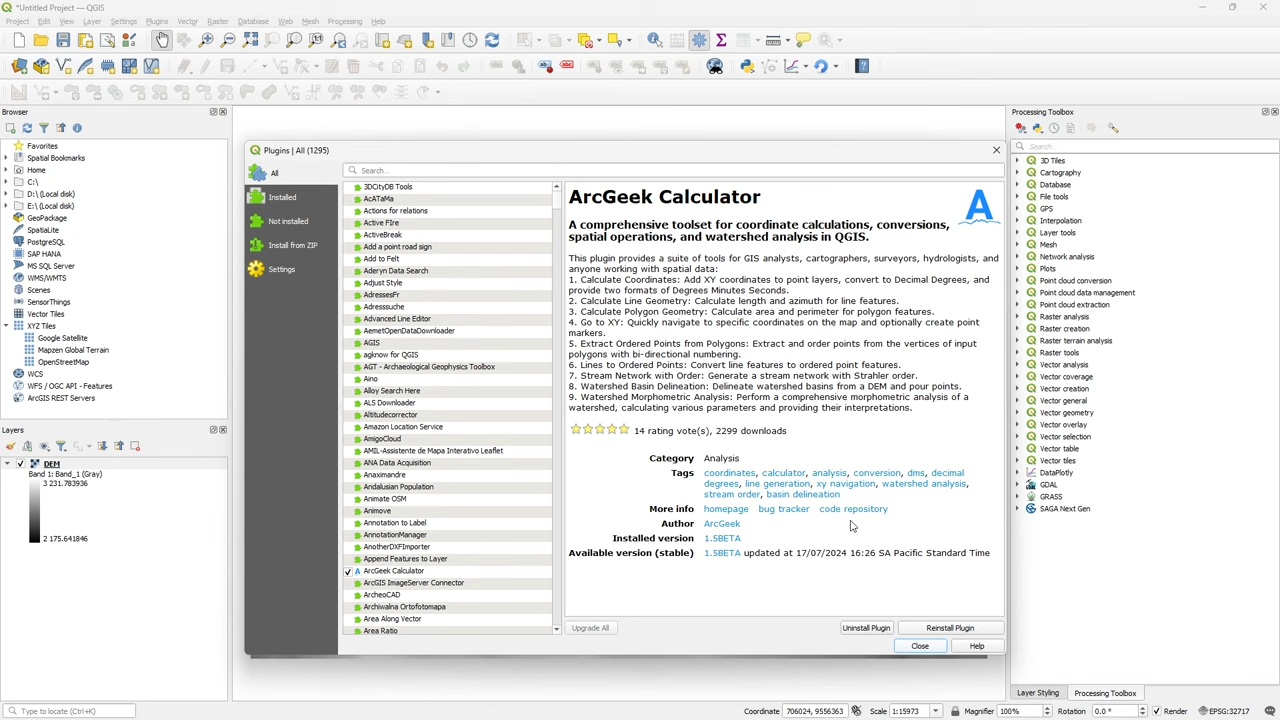 *Untitled Project — QGIS
Project Edit View Layer Settings Plugins Vector Raster Database Web Mesh Processing Help
Browser
Favorites
Spatial Bookmarks
Home
C:\
D:\ (Local disk)
E:\ (Local disk)
GeoPackage
SpatiaLite
PostgreSQL
SAP HANA
MS SQL Server
WMS/WMTS
Scenes
SensorThings
Vector Tiles
XYZ Tiles
Google Satellite
Mapzen Global Terrain
OpenStreetMap
WCS
WFS / OGC API - Features
ArcGIS REST Servers
Layers
DEM
Band 1: Band_1 (Gray)
3 231.783936
2 175.641846
Plugins | All (1295)
All
Installed
Not installed
Install from ZIP
Settings
Search...
3DCityDB Tools
AcATaMa
Actions for relations
Active FIre
ActiveBreak
Add a point road sign
Add to Felt
Aderyn Data Search
Adjust Style
AdressesFr
Adresssuche
Advanced Line Editor
AemetOpenDataDownloader
AGIS
agknow for QGIS
AGT - Archaeological Geophysics Toolbox
Aino
Alloy Search Here
ALS Downloader
Altitudecorrector
Amazon Location Service
AmigoCloud
AMIL-Assistente de Mapa Interativo Leaflet
ANA Data Acquisition
Anaximandre
Andalusian Population
Animate OSM
Animove
Annotation to Label
AnnotationManager
AnotherDXFImporter
Append Features to Layer
ArcGeek Calculator
ArcGIS ImageServer Connector
ArcheoCAD
Archiwalna Ortofotomapa
Area Along Vector
Area Ratio
Upgrade All
ArcGeek Calculator
A comprehensive toolset for coordinate calculations, conversions,
spatial operations, and watershed analysis in QGIS.
This plugin provides a suite of tools for GIS analysts, cartographers, surveyors, hydrologists, and
anyone working with spatial data:
1. Calculate Coordinates: Add XY coordinates to point layers, convert to Decimal Degrees, and
provide two formats of Degrees Minutes Seconds.
2. Calculate Line Geometry: Calculate length and azimuth for line features.
3. Calculate Polygon Geometry: Calculate area and perimeter for polygon features.
4. Go to XY: Quickly navigate to specific coordinates on the map and optionally create point
markers.
5. Extract Ordered Points from Polygons: Extract and order points from the vertices of input
polygons with bi-directional numbering.
6. Lines to Ordered Points: Convert line features to ordered point features.
7. Stream Network with Order: Generate a stream network with Strahler order.
8. Watershed Basin Delineation: Delineate watershed basins from a DEM and pour points.
9. Watershed Morphometric Analysis: Perform a comprehensive morphometric analysis of a
watershed, calculating various parameters and providing their interpretations.
14 rating vote(s), 2299 downloads
Category Analysis
Tags coordinates, calculator, analysis, conversion, dms, decimal
degrees, line generation, xy navigation, watershed analysis,
stream order, basin delineation
More info homepage bug tracker code repository
Author ArcGeek
Installed version 1.5BETA
Available version (stable) 1.5BETA updated at 17/07/2024 16:26 SA Pacific Standard Time
Uninstall Plugin Reinstall Plugin
Close Help
Processing Toolbox
Search...
3D Tiles
Cartography
Database
File tools
GPS
Interpolation
Layer tools
Mesh
Network analysis
Plots
Point cloud conversion
Point cloud data management
Point cloud extraction
Raster analysis
Raster creation
Raster terrain analysis
Raster tools
Vector analysis
Vector coverage
Vector creation
Vector general
Vector geometry
Vector overlay
Vector selection
Vector table
Vector tiles
DataPlotly
GDAL
GRASS
SAGA Next Gen
Layer Styling Processing Toolbox
Type to locate (Ctrl+K) Coordinate 706024, 9556363 Scale 1:15973 Magnifier 100% Rotation 0.0 ° Render EPSG:32717